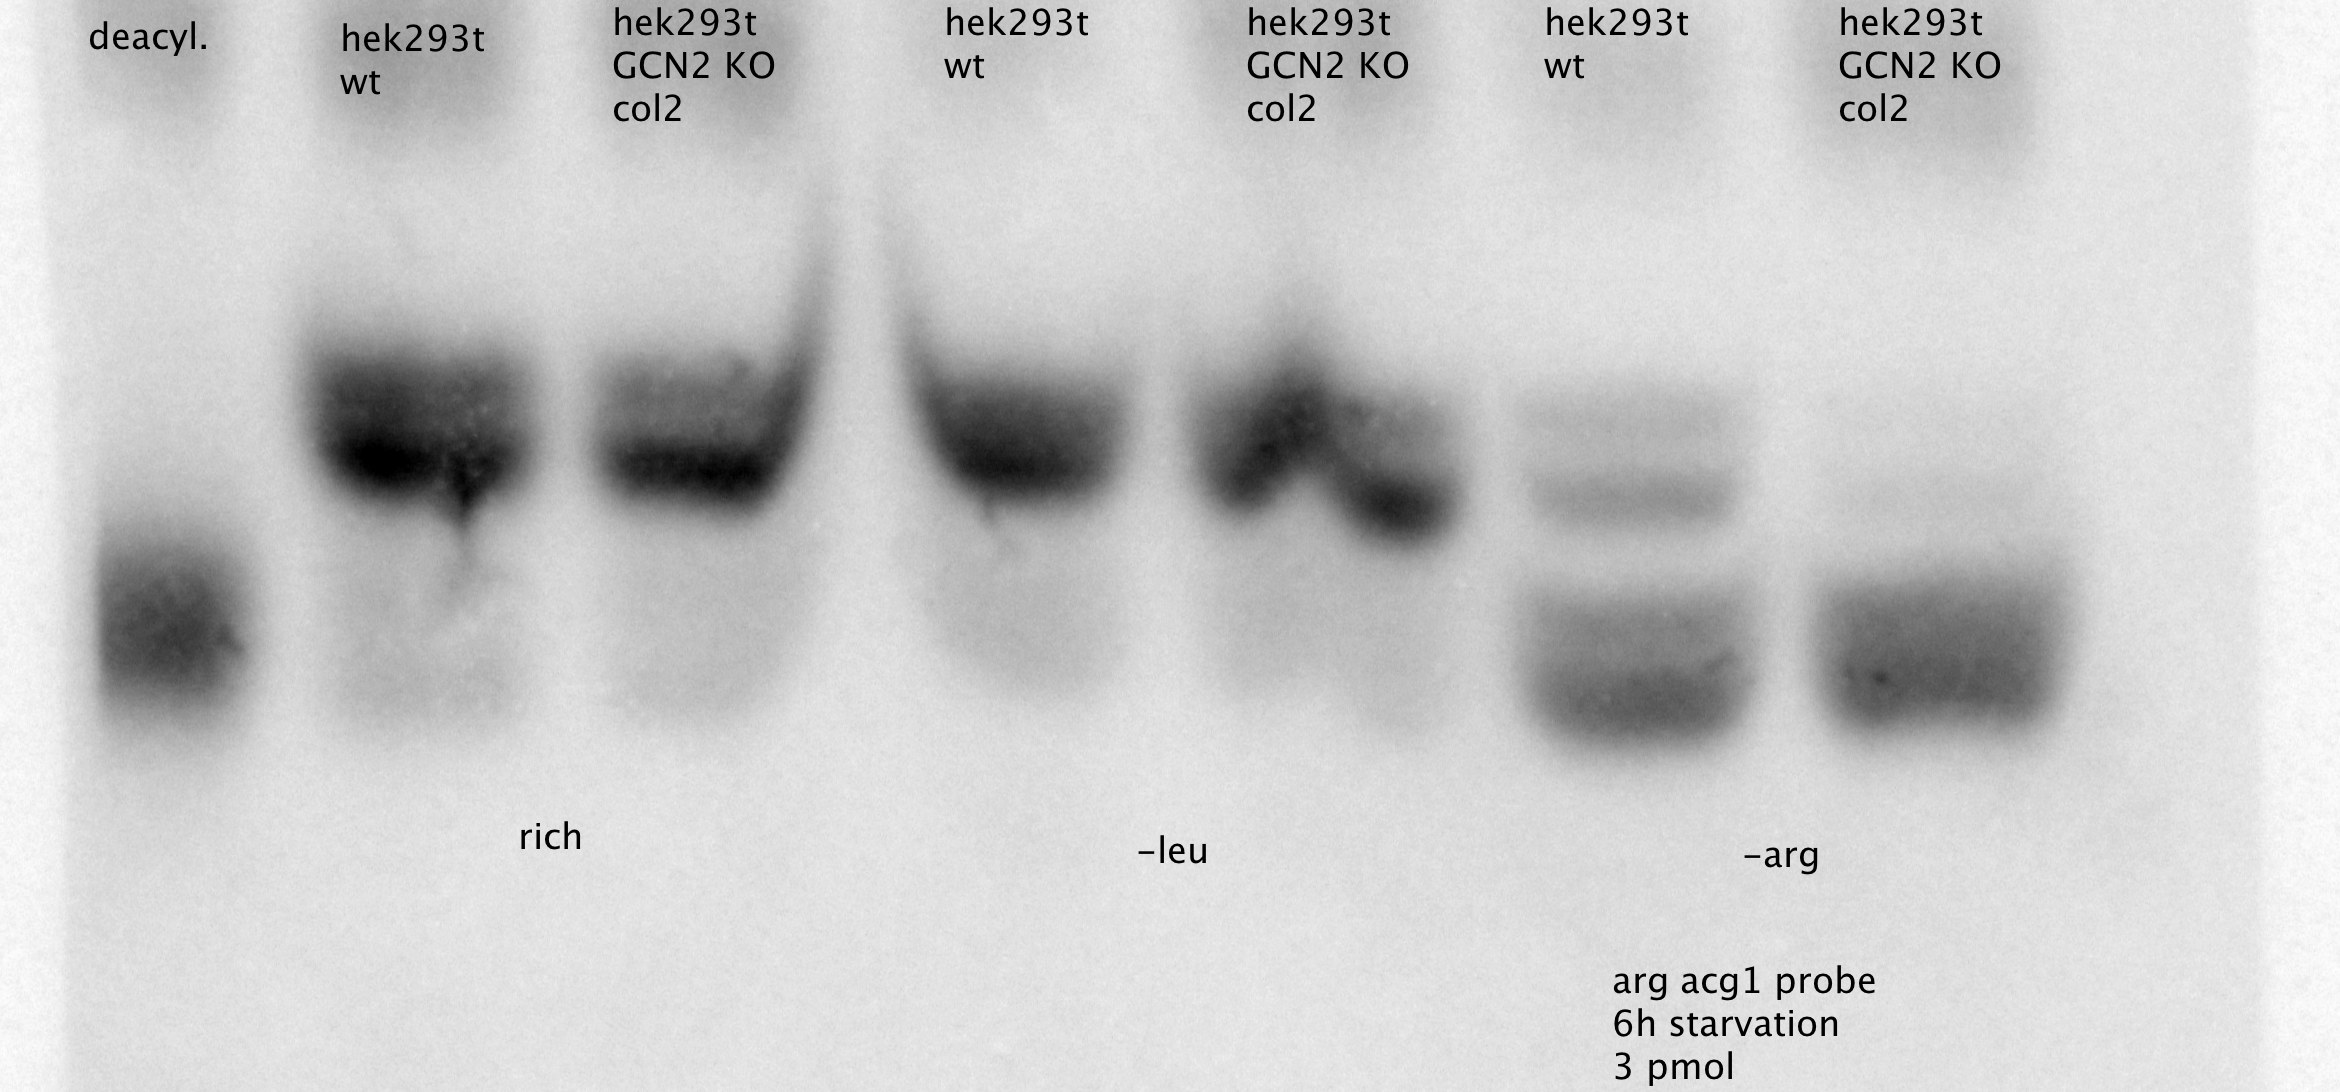 deacyl.
hek293t
wt
hek293t
GCN2 KO
col2
hek293t
wt
hek293t
GCN2 KO
col2
hek293t
wt
hek293t
GCN2 KO
col2
rich
-leu
-arg
arg acg1 probe
6h starvation
3 pmol